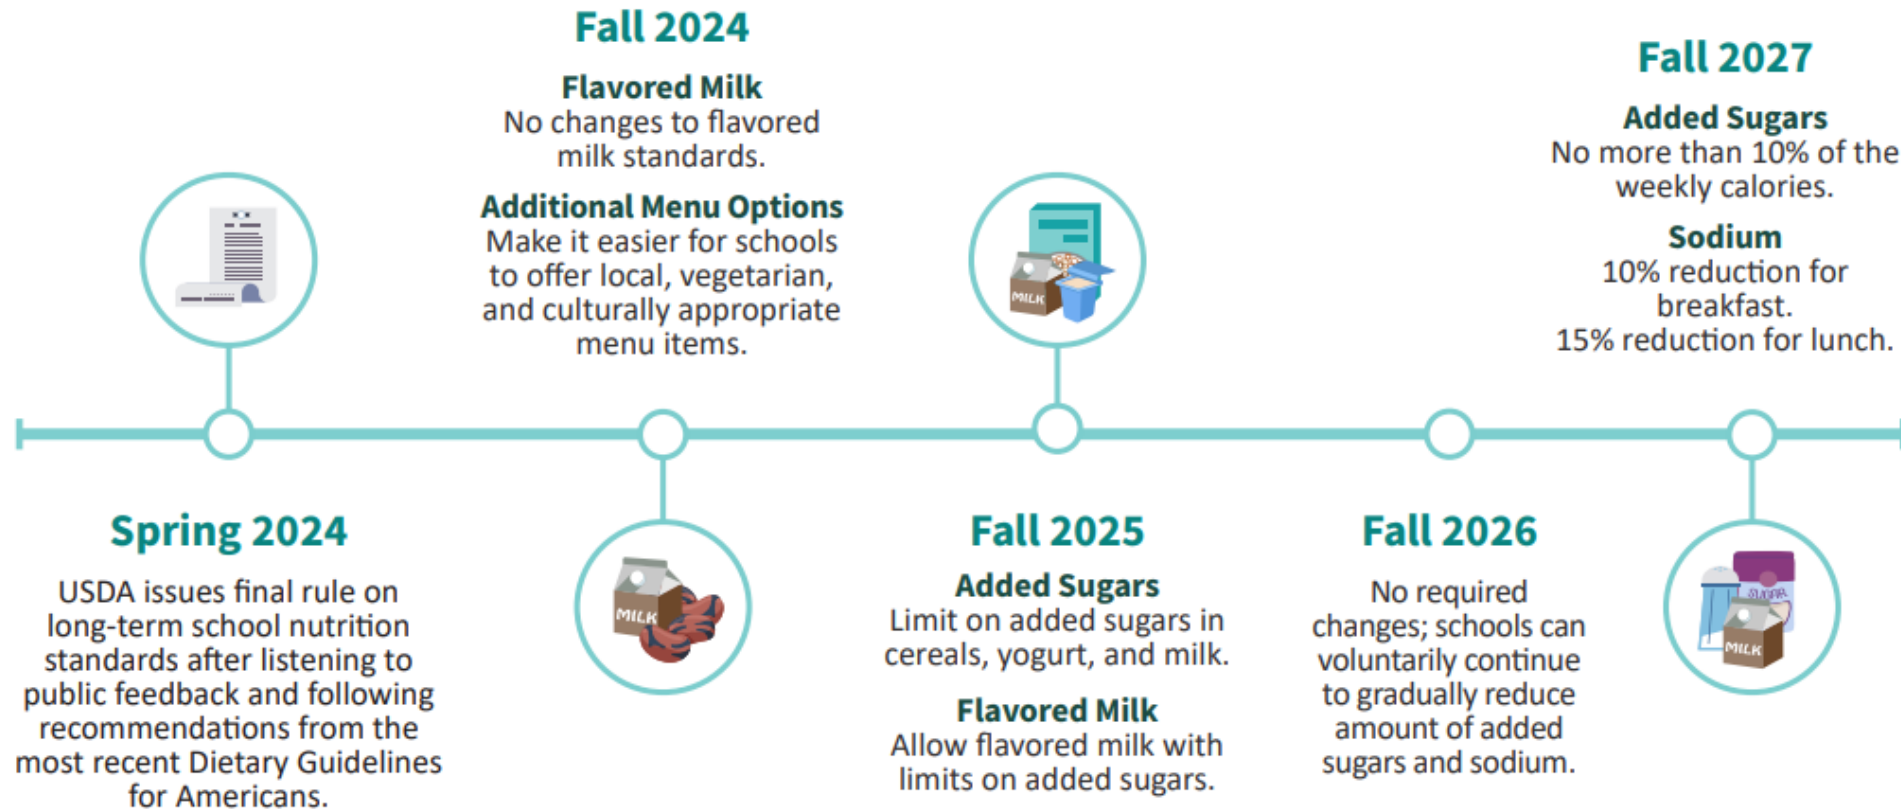 Spring 2024
USDA issues final rule on
long-term school nutrition
standards after listening to
public feedback and following
recommendations from the
most recent Dietary Guidelines
for Americans.
Fall 2024
Flavored Milk
No changes to flavored
milk standards.
Additional Menu Options
Make it easier for schools
to offer local, vegetarian,
and culturally appropriate
menu items.
MILK
MILK
Fall 2025
Added Sugars
Limit on added sugars in
cereals, yogurt, and milk.
Flavored Milk
Allow flavored milk with
limits on added sugars.
Fall 2026
No required
changes; schools can
voluntarily continue
to gradually reduce
amount of added
sugars and sodium.
Fall 2027
Added Sugars
No more than 10% of the
weekly calories.
Sodium
10% reduction for
breakfast.
15% reduction for lunch.
SUGAR
MILK